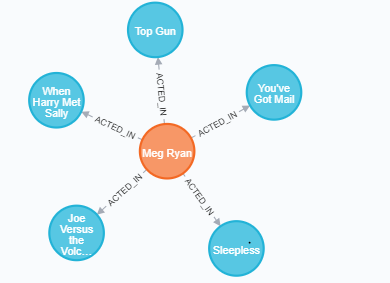 Top Gun
ACTED_IN
When
Harry Met
Sally
ACTED_IN
You've
Got Mail
ACTED_IN
Meg Ryan
ACTED_IN
Joe
Versus
the
Volc...
ACTED_IN
Sleepless